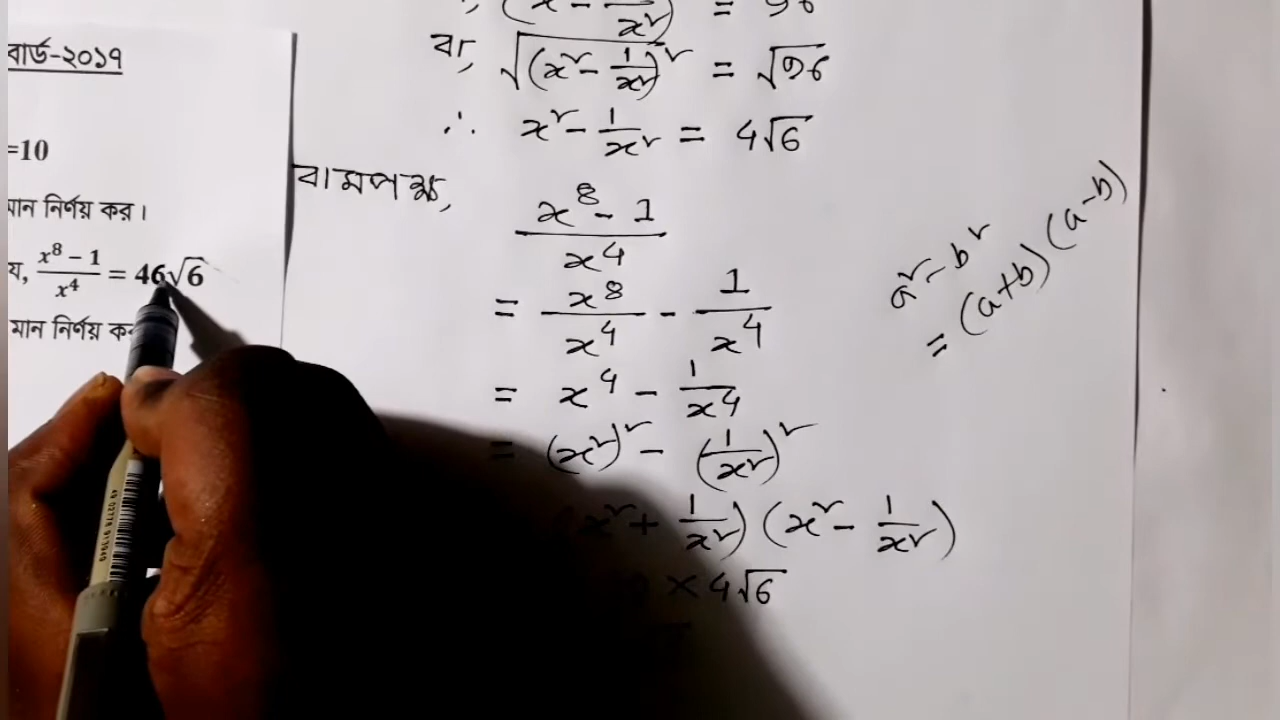 বার্ড-২০১৭
=10
মান নির্ণয় কর।
য, (x⁸ − 1)/x⁴ = 46√6
মান নির্ণয় কর
বা, √(x² − 1/x²)² = √96
∴ x² − 1/x² = 4√6
বামপক্ষ,
(x⁸ − 1)/x⁴
= x⁸/x⁴ − 1/x⁴
= x⁴ − 1/x⁴
= (x²)² − (1/x²)²
x² + 1/x²) (x² − 1/x²)
× 4√6
a² − b²
= (a+b) (a−b)